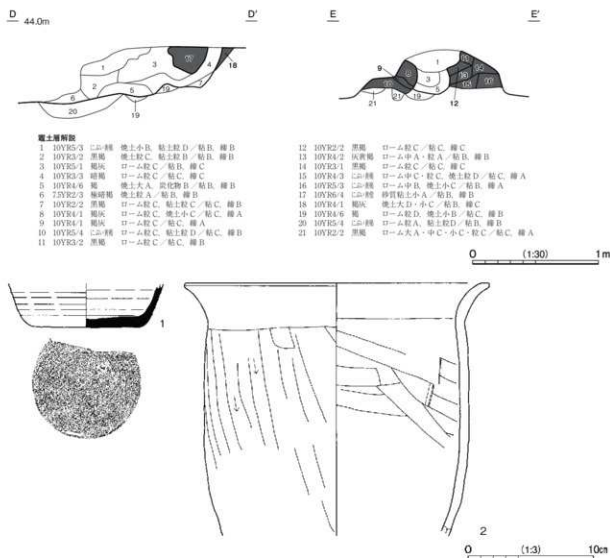 D D′ E E′
44.0m
竈土層解説
1 10YR5/3 にぶい黄褐 焼土小B，粘土粒D／粘B，締B
2 10YR3/2 黒褐 焼土粒C，粘土粒D／粘B，締B
3 10YR5/1 褐灰 ローム粒C／粘B，締C
4 10YR3/3 暗褐 ローム粒C／粘C，締C
5 10YR4/6 褐 焼土大A，炭化物B／粘B，締B
6 7.5YR2/3 極暗褐 焼土粒A／粘B，締B
7 10YR2/2 黒褐 ローム粒C，粘土粒C／粘C，締B
8 10YR4/1 褐灰 ローム粒C，焼土小C／粘C，締A
9 10YR4/1 褐灰 ローム粒C／粘C，締A
10 10YR5/4 にぶい黄褐 ローム粒C，粘土粒D／粘C，締B
11 10YR3/2 黒褐 ローム粒C／粘C，締B
12 10YR2/2 黒褐 ローム粒C／粘C，締C
13 10YR4/2 灰黄褐 ローム中A・粒A／粘B，締B
14 10YR3/1 黒褐 ローム粒C／粘C，締C
15 10YR4/3 にぶい黄褐 ローム中C・粒C，焼土粒D／粘C，締A
16 10YR5/3 にぶい黄褐 ローム中B，焼土小C／粘B，締A
17 10YR6/4 にぶい黄橙 砂質粘土小A／粘A，締B
18 10YR4/1 褐灰 焼土大D・小C／粘B，締C
19 10YR4/6 褐 ローム粒D，焼土小B／粘C，締B
20 10YR5/4 にぶい黄褐 ローム粒A，粘土粒D／粘B，締C
21 10YR2/2 黒褐 ローム大A・中C・小C・粒C／粘C，締A
0 (1:30) 1m
1
2
0 (1:3) 10cm